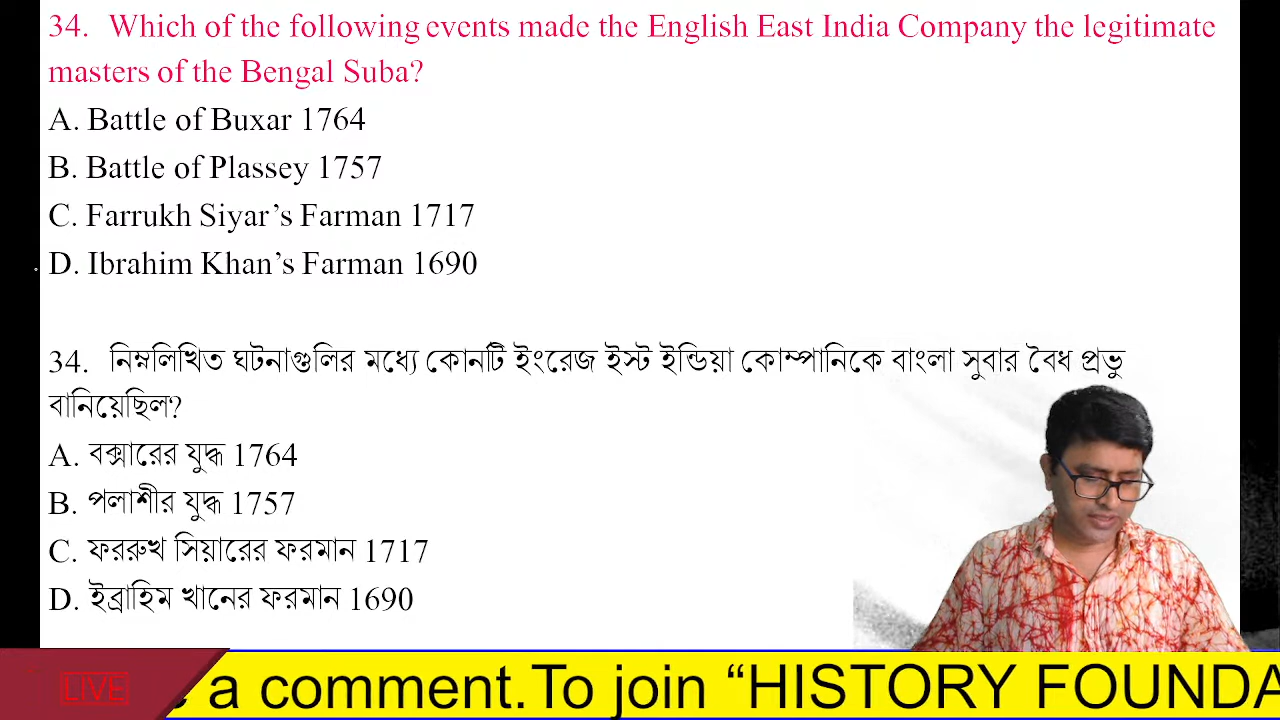 34. Which of the following events made the English East India Company the legitimate
masters of the Bengal Suba?
A. Battle of Buxar 1764
B. Battle of Plassey 1757
C. Farrukh Siyar’s Farman 1717
D. Ibrahim Khan’s Farman 1690
34. নিম্নলিখিত ঘটনাগুলির মধ্যে কোনটি ইংরেজ ইস্ট ইন্ডিয়া কোম্পানিকে বাংলা সুবার বৈধ প্রভু
বানিয়েছিল?
A. বক্সারের যুদ্ধ 1764
B. পলাশীর যুদ্ধ 1757
C. ফররুখ সিয়ারের ফরমান 1717
D. ইব্রাহিম খানের ফরমান 1690
LIVE a comment.To join “HISTORY FOUNDA